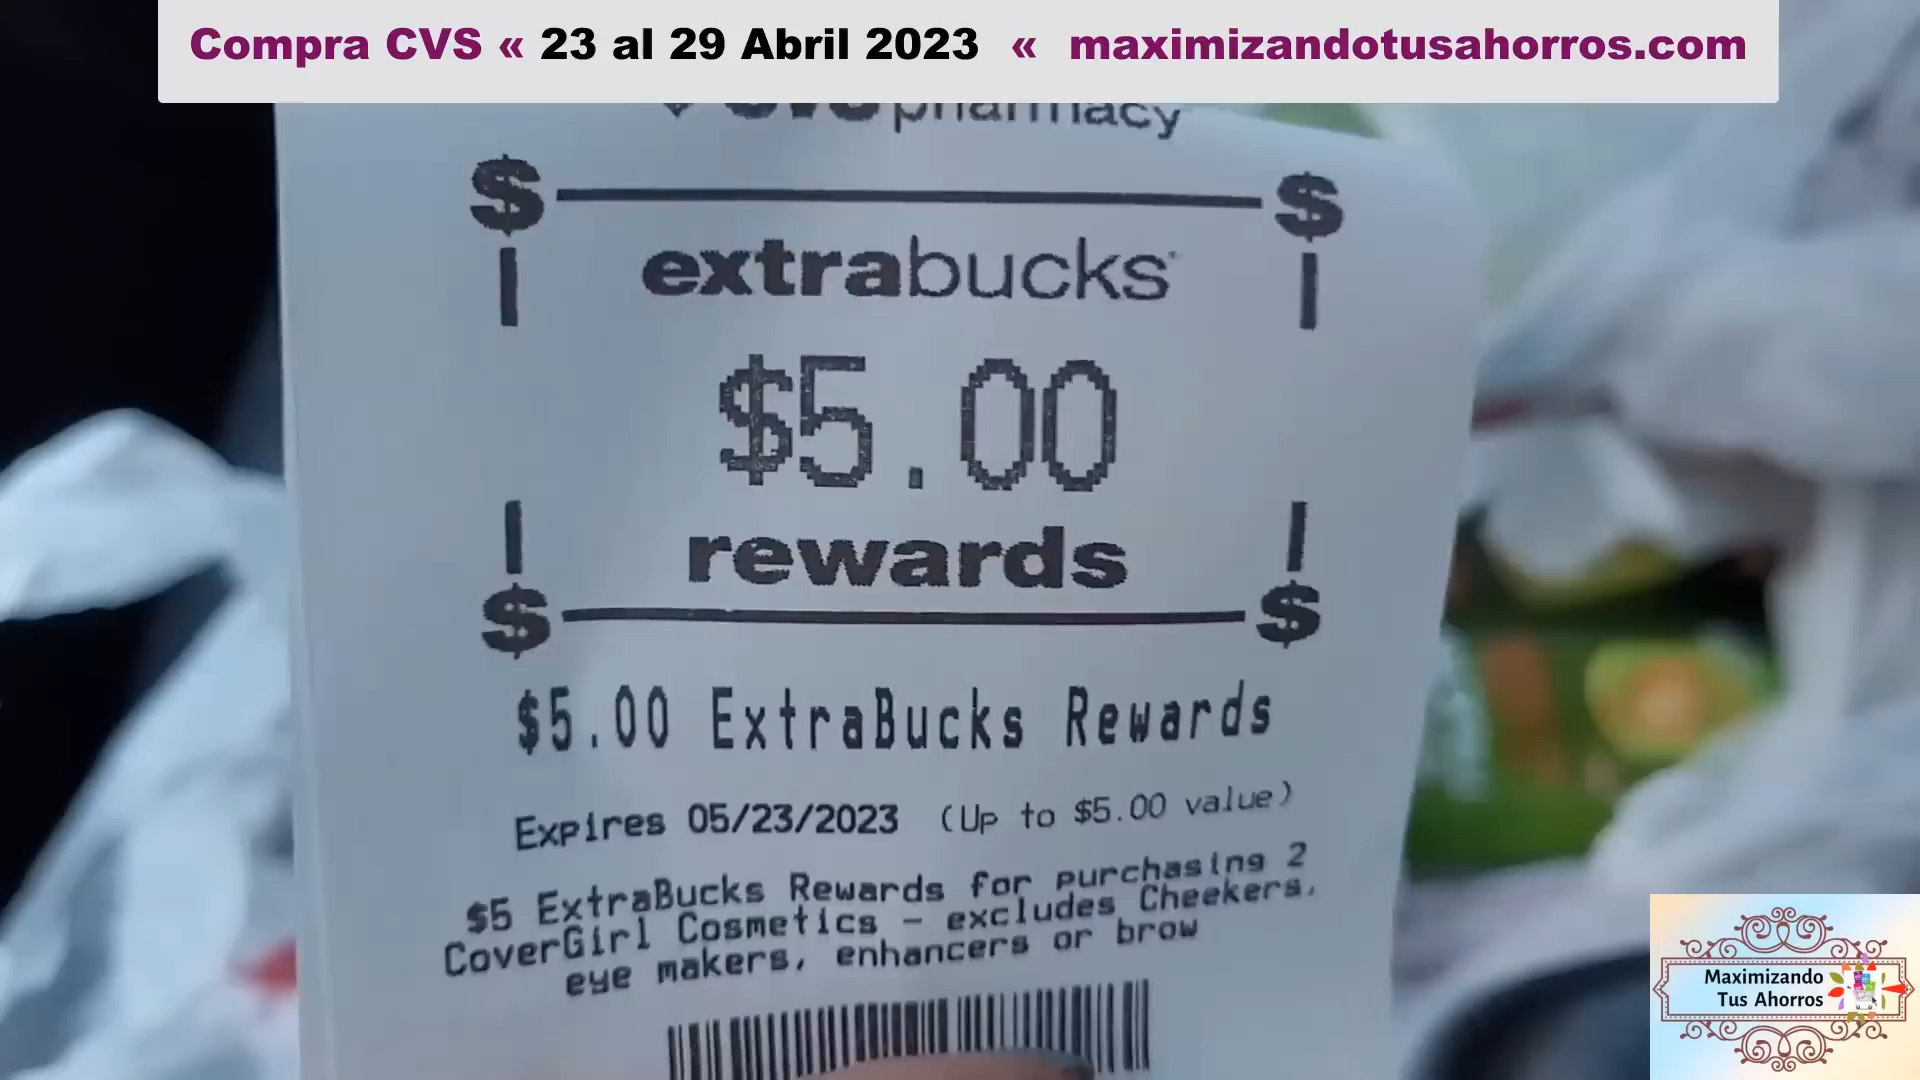 Compra CVS « 23 al 29 Abril 2023 « maximizandotusahorros.com
pharmacy
$ $
extrabucks
$5.00
rewards
$ $
$5.00 ExtraBucks Rewards
Expires 05/23/2023 (Up to $5.00 value)
$5 ExtraBucks Rewards for purchasing 2
CoverGirl Cosmetics - excludes Cheekers,
eye makers, enhancers or brow
Maximizando
Tus Ahorros